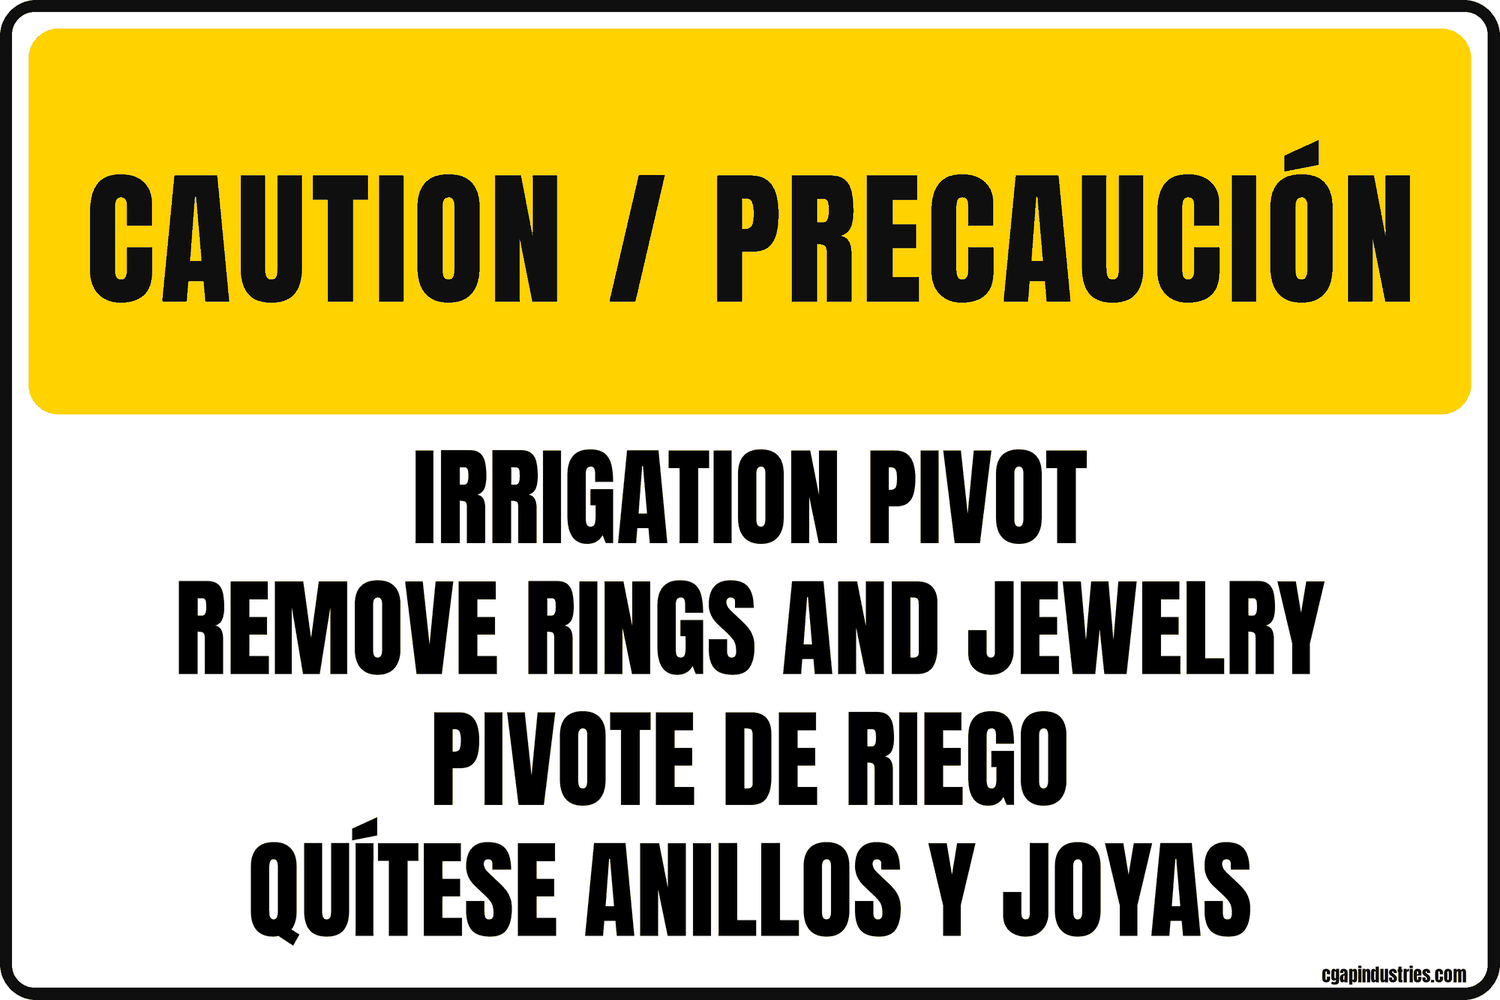 CAUTION / PRECAUCIÓN
IRRIGATION PIVOT
REMOVE RINGS AND JEWELRY
PIVOTE DE RIEGO
QUÍTESE ANILLOS Y JOYAS
cgapindustries.com